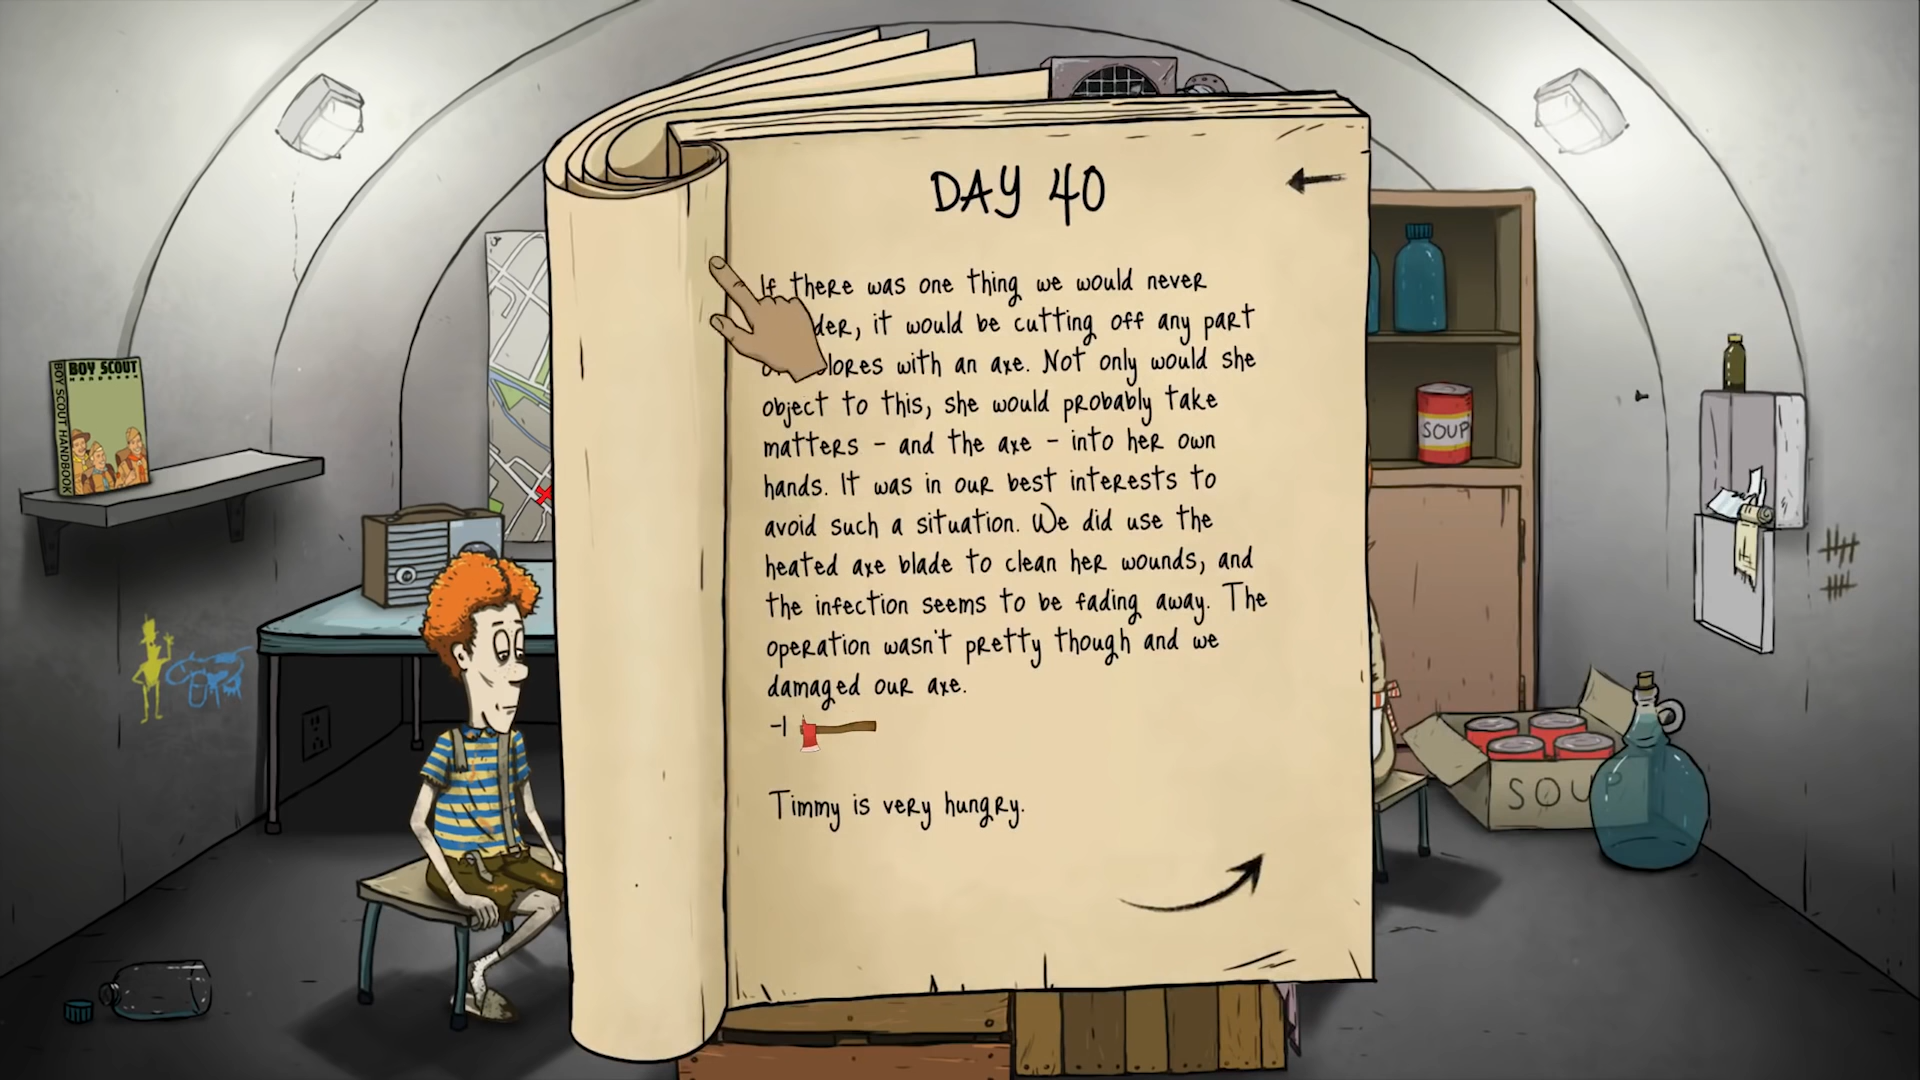 DAY 40
If there was one thing we would never
der, it would be cutting off any part
lores with an axe. Not only would she
object to this, she would probably take
matters - and the axe - into her own
hands. It was in our best interests to
avoid such a situation. We did use the
heated axe blade to clean her wounds, and
the infection seems to be fading away. The
operation wasn't pretty though and we
damaged our axe.
-1
Timmy is very hungry.
BOY SCOUT
HANDBOOK
BOY SCOUT HANDBOOK
SOUP
SOUP